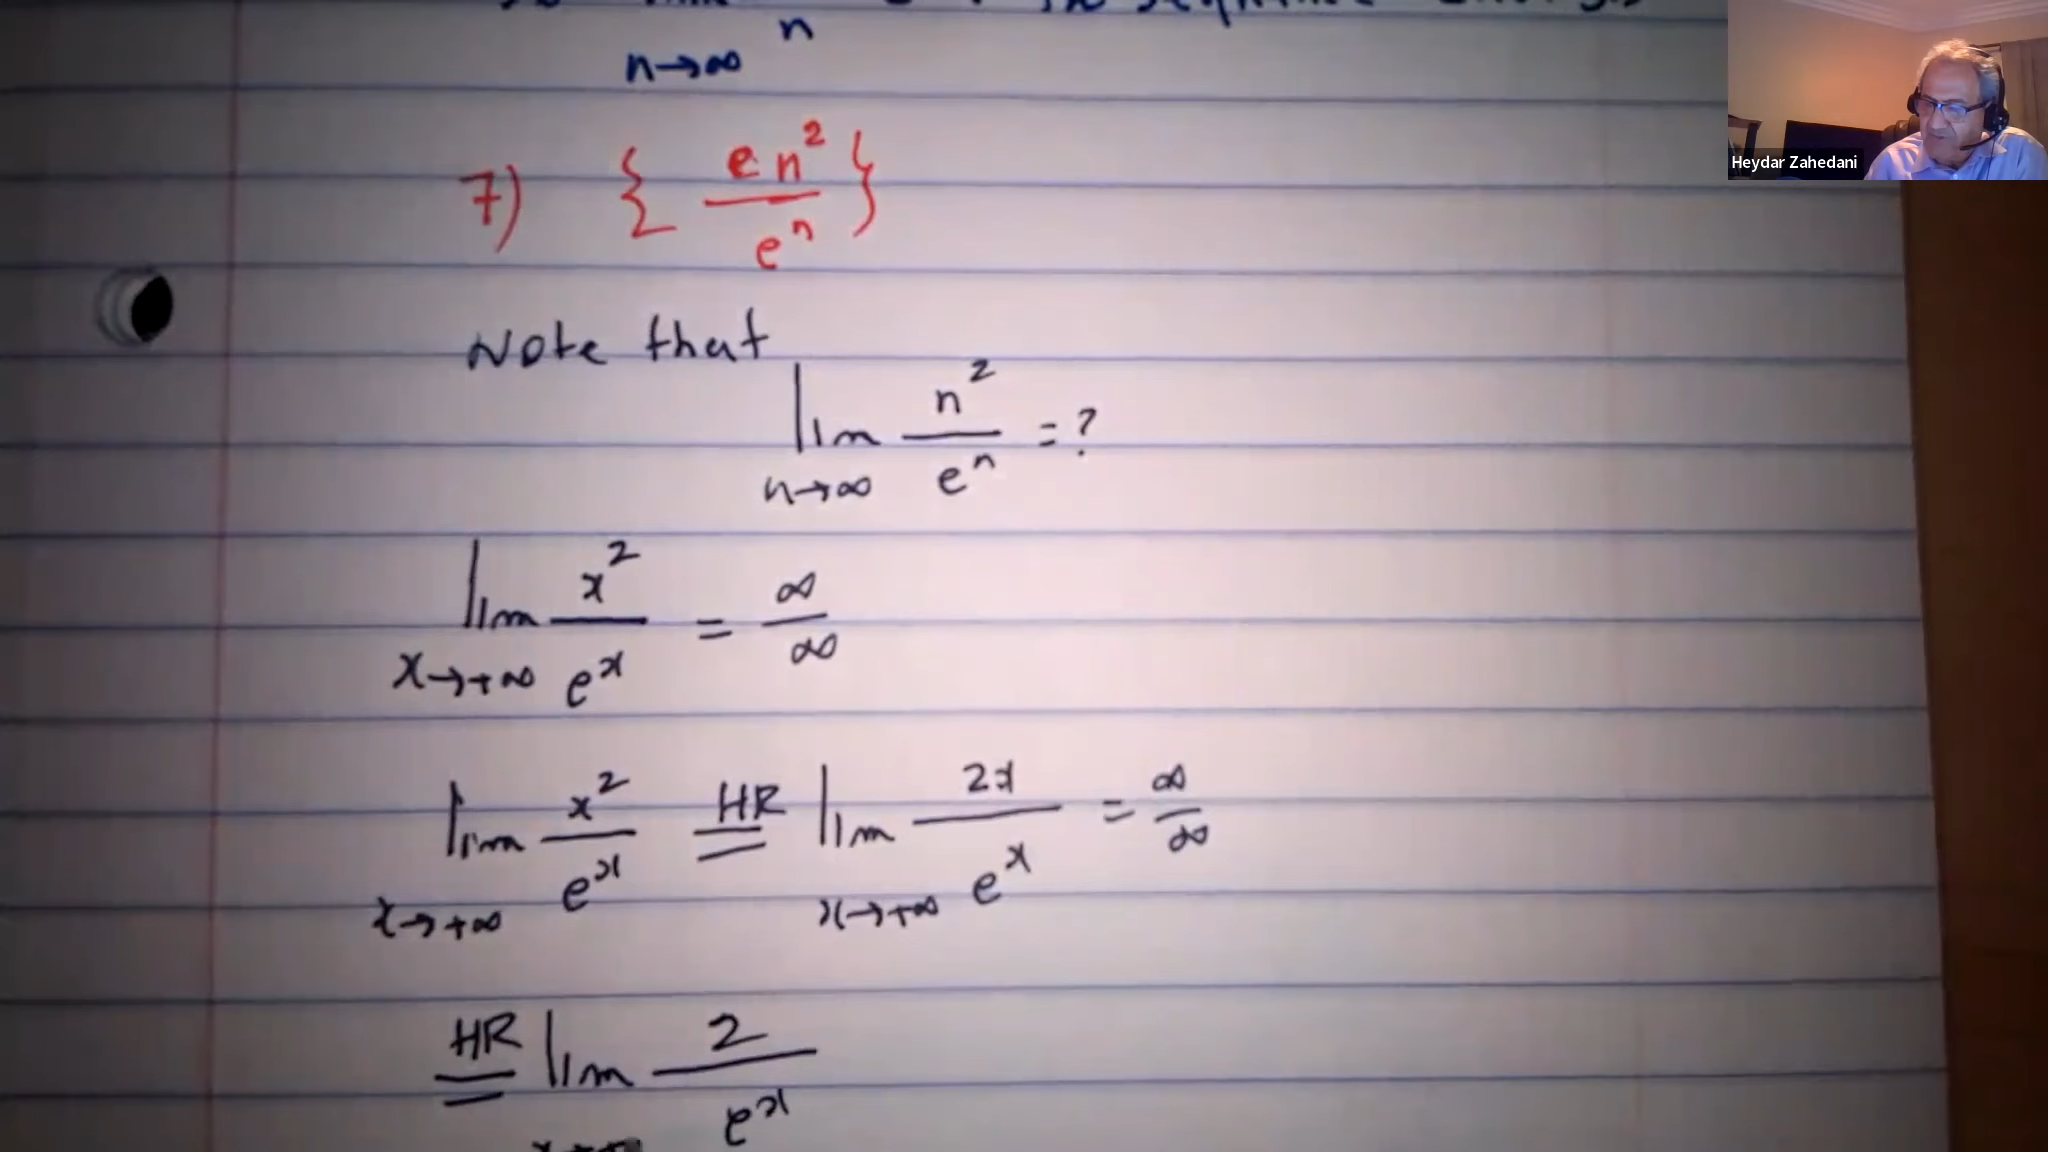 n
n→∞
7) { e n² / eⁿ }
Note that
lim n→∞ n² / eⁿ = ?
lim x→+∞ x² / eˣ = ∞ / ∞
lim x→+∞ x² / eˣ HR= lim x→+∞ 2x / eˣ = ∞ / ∞
HR= lim 2 / eˣ
Heydar Zahedani